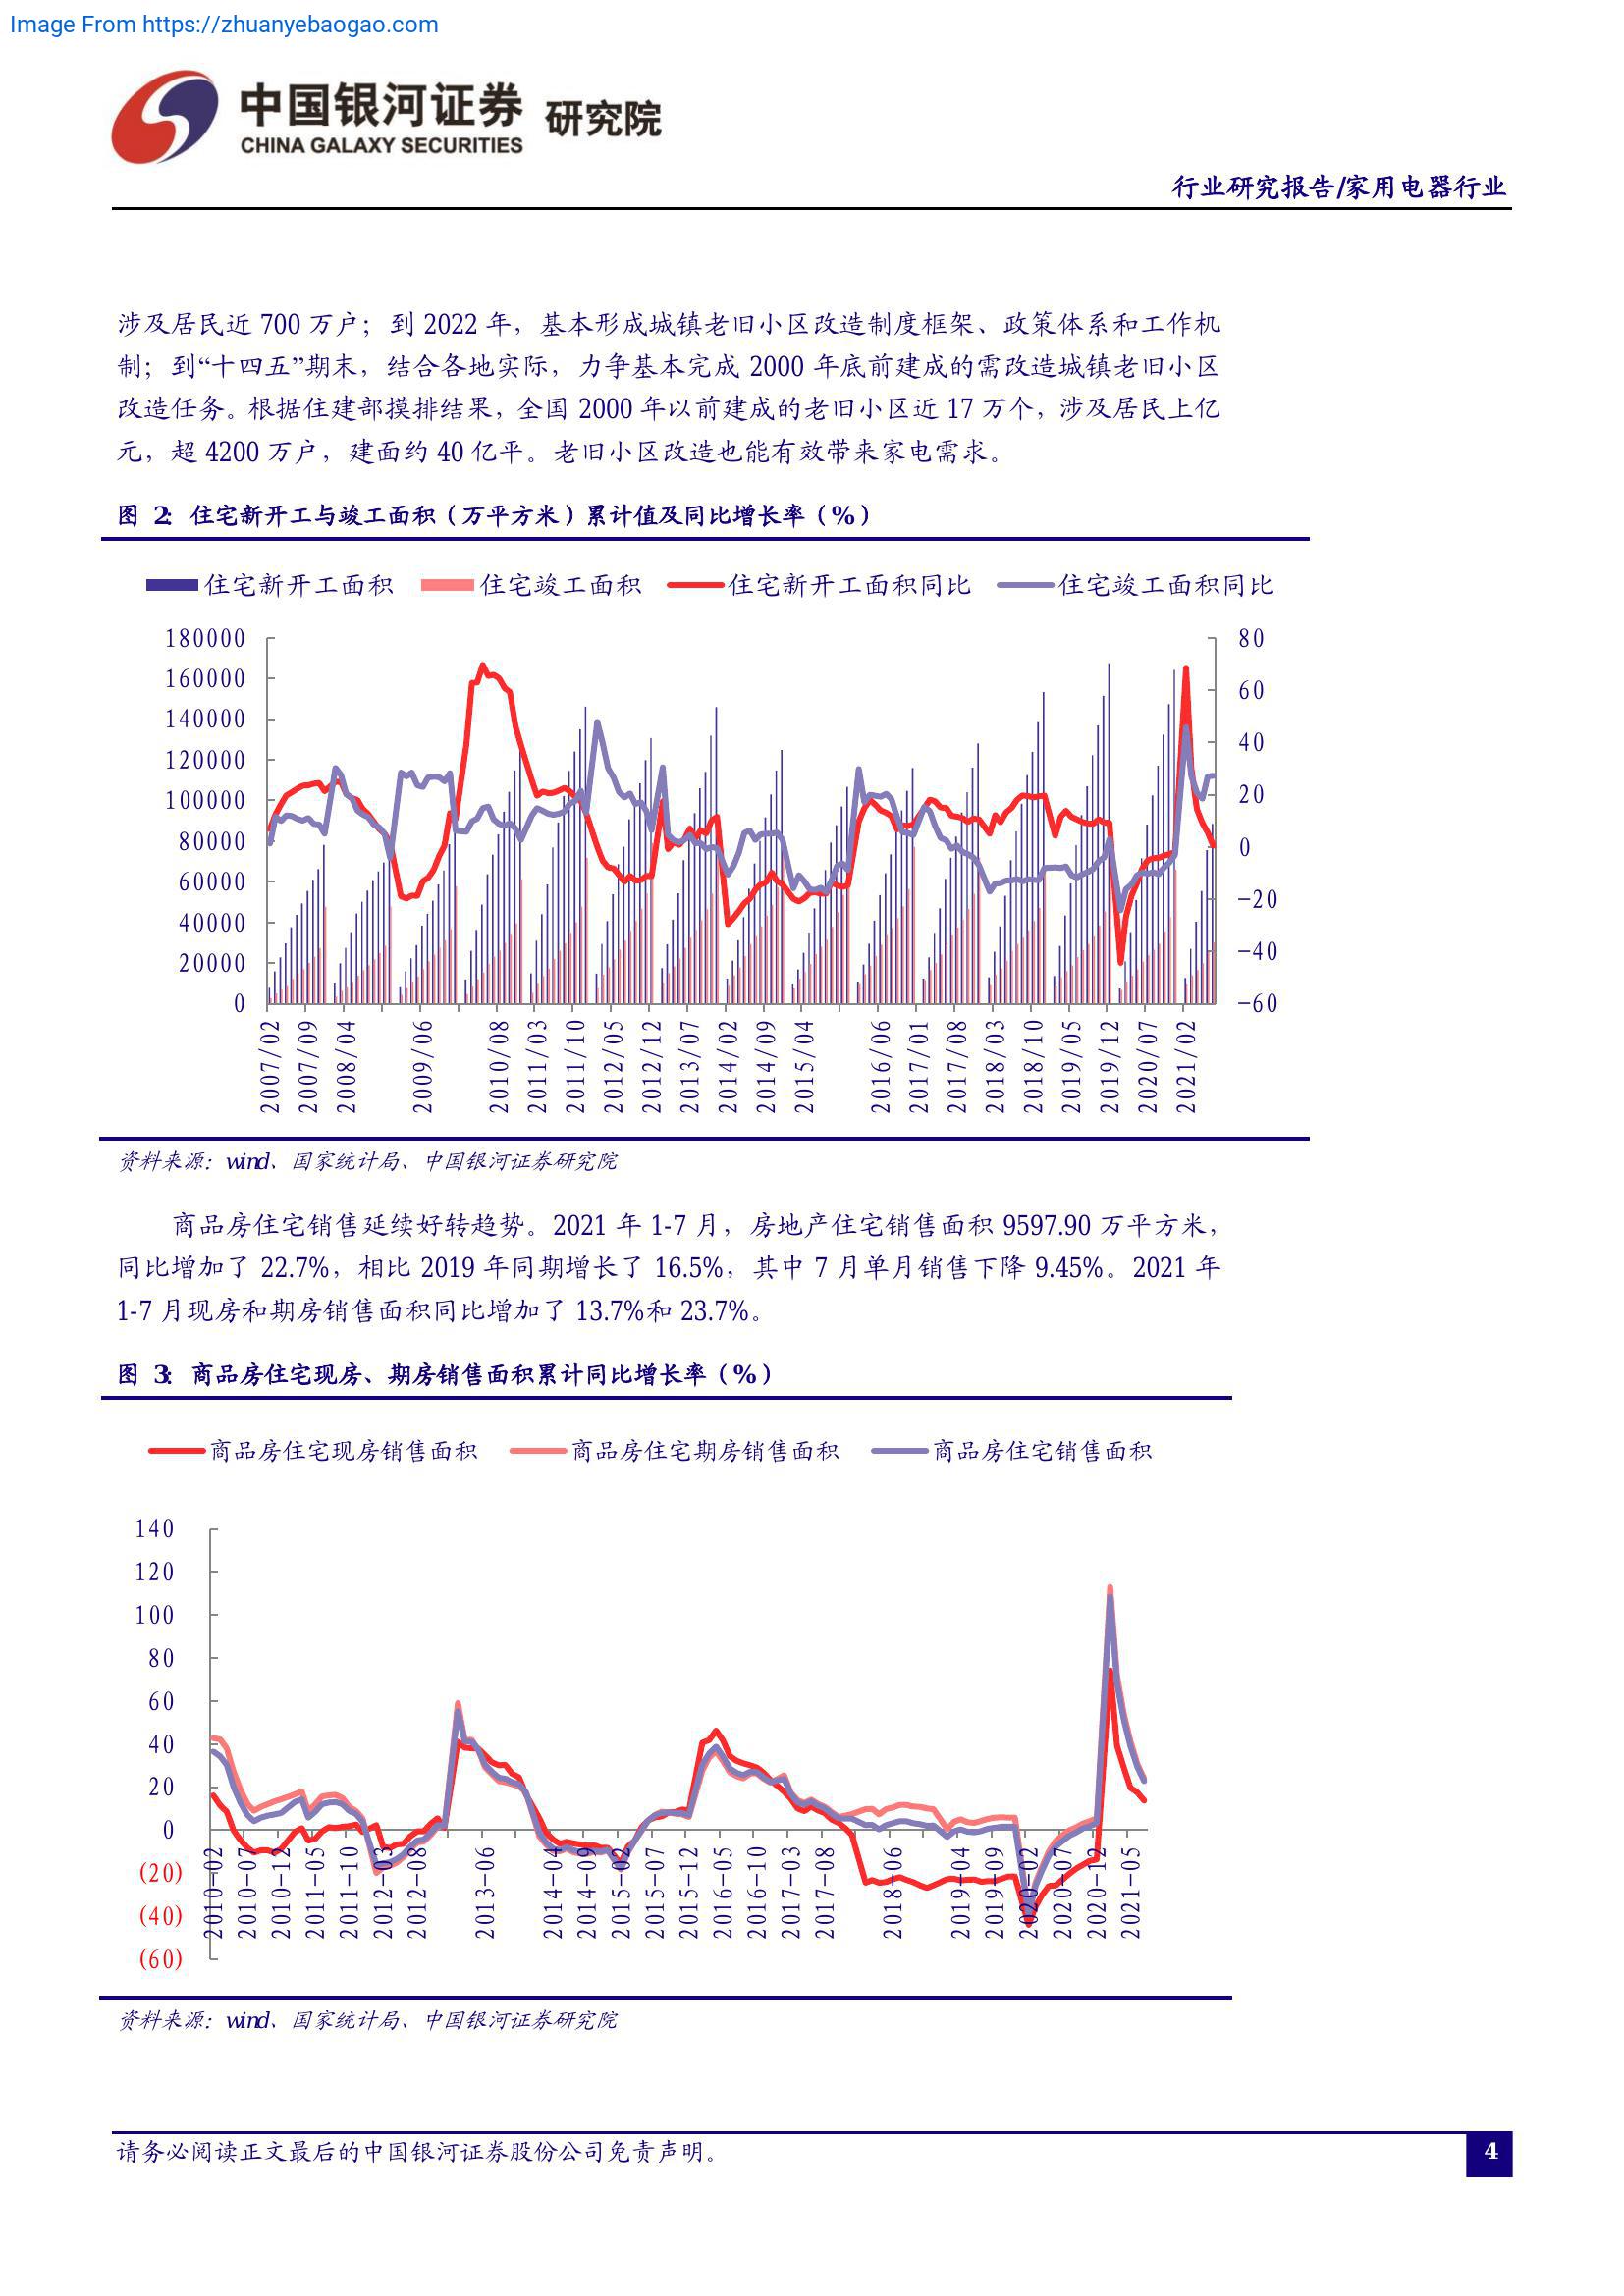 Image From https://zhuanyebaogao.com
中国银河证券 研究院
CHINA GALAXY SECURITIES
行业研究报告/家用电器行业
涉及居民近 700 万户；到 2022 年，基本形成城镇老旧小区改造制度框架、政策体系和工作机
制；到“十四五”期末，结合各地实际，力争基本完成 2000 年底前建成的需改造城镇老旧小区
改造任务。根据住建部摸排结果，全国 2000 年以前建成的老旧小区近 17 万个，涉及居民上亿
元，超 4200 万户，建面约 40 亿平。老旧小区改造也能有效带来家电需求。
图 2：住宅新开工与竣工面积（万平方米）累计值及同比增长率（%）
住宅新开工面积 住宅竣工面积 住宅新开工面积同比 住宅竣工面积同比
180000 80
160000 60
140000
120000 40
100000 20
80000 0
60000 -20
40000 -40
20000
0 -60
2007/02 2007/09 2008/04 2009/06 2010/08 2011/03 2011/10 2012/05 2012/12 2013/07 2014/02 2014/09 2015/04 2016/06 2017/01 2017/08 2018/03 2018/10 2019/05 2019/12 2020/07 2021/02
资料来源：wind、国家统计局、中国银河证券研究院
商品房住宅销售延续好转趋势。2021 年 1-7 月，房地产住宅销售面积 9597.90 万平方米，
同比增加了 22.7%，相比 2019 年同期增长了 16.5%，其中 7 月单月销售下降 9.45%。2021 年
1-7 月现房和期房销售面积同比增加了 13.7%和 23.7%。
图 3：商品房住宅现房、期房销售面积累计同比增长率（%）
商品房住宅现房销售面积 商品房住宅期房销售面积 商品房住宅销售面积
140
120
100
80
60
40
20
0
(20)
(40)
(60)
2010-02 2010-07 2010-12 2011-05 2011-10 2012-03 2012-08 2013-06 2014-04 2014-09 2015-02 2015-07 2015-12 2016-05 2016-10 2017-03 2017-08 2018-06 2019-04 2019-09 2020-02 2020-07 2020-12 2021-05
资料来源：wind、国家统计局、中国银河证券研究院
请务必阅读正文最后的中国银河证券股份公司免责声明。
4